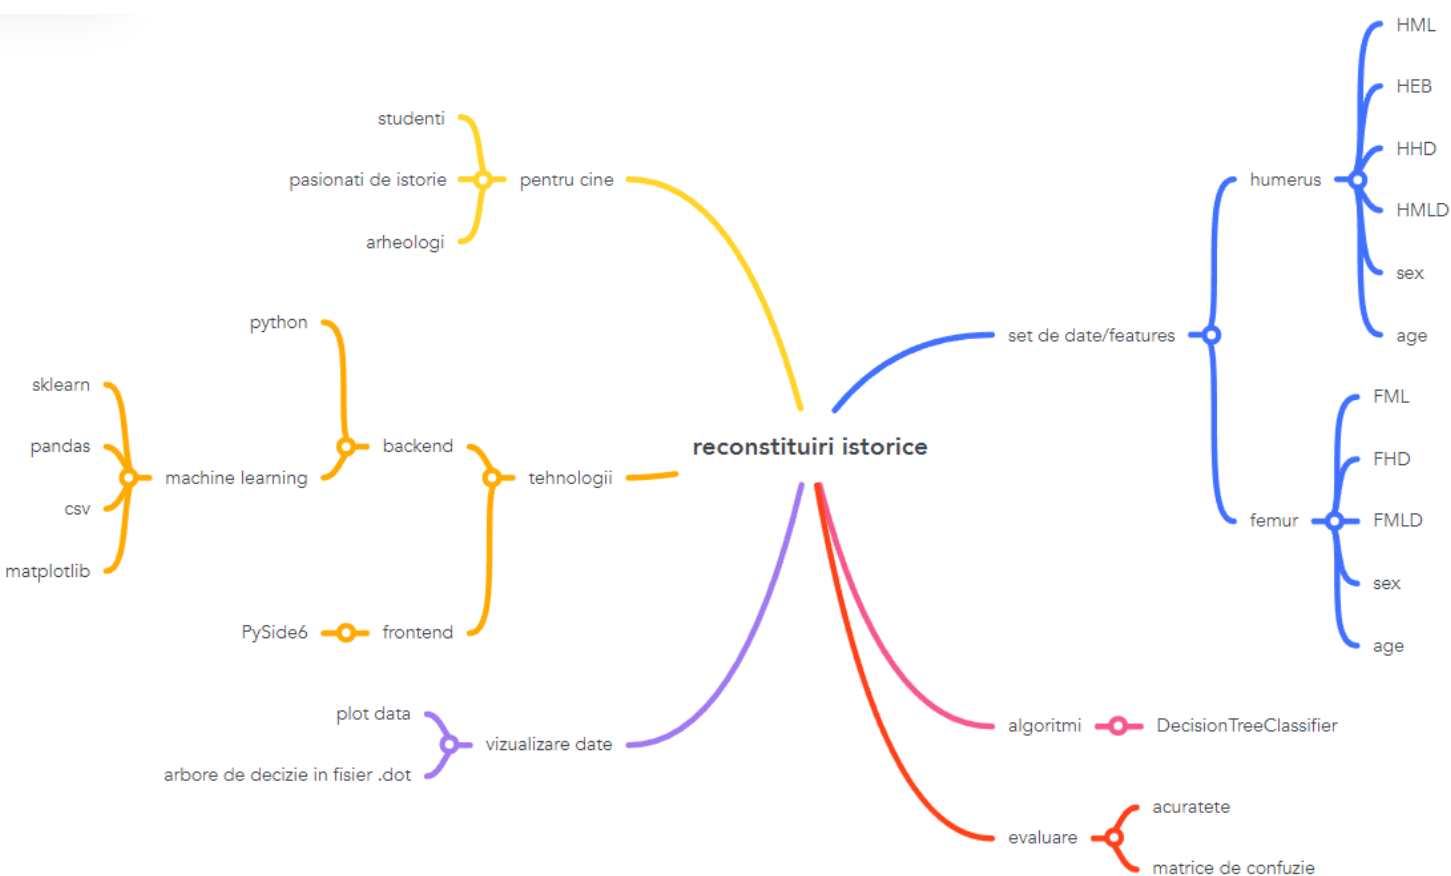 reconstituiri istorice
pentru cine
studenti
pasionati de istorie
arheologi
tehnologii
backend
python
machine learning
sklearn
pandas
csv
matplotlib
frontend
PySide6
vizualizare date
plot data
arbore de decizie in fisier .dot
set de date/features
humerus
HML
HEB
HHD
HMLD
sex
age
femur
FML
FHD
FMLD
sex
age
algoritmi
DecisionTreeClassifier
evaluare
acuratete
matrice de confuzie